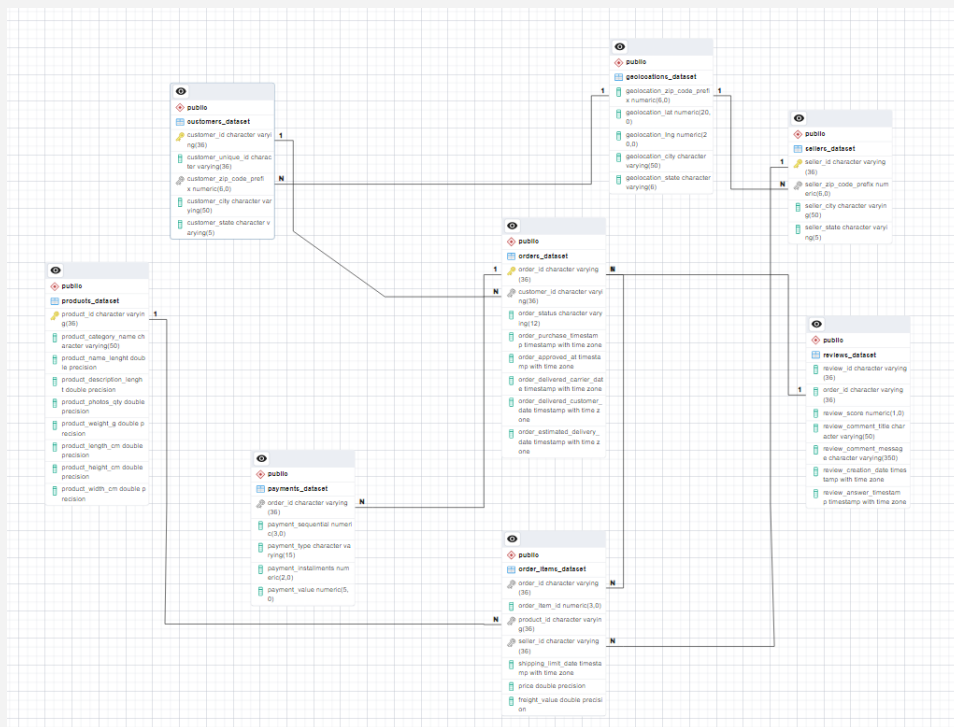 public
geolocations_dataset
geolocation_zip_code_prefi
x numeric(6,0)
geolocation_lat numeric(20,
0)
geolocation_lng numeric(2
0,0)
geolocation_city character
varying(50)
geolocation_state character
varying(6)
1
1
public
customers_dataset
customer_id character varyi
ng(36)
customer_unique_id charac
ter varying(36)
customer_zip_code_prefi
x numeric(6,0)
customer_city character var
ying(50)
customer_state character v
arying(5)
1
N
public
sellers_dataset
seller_id character varying
(36)
seller_zip_code_prefix num
eric(6,0)
seller_city character varyin
g(50)
seller_state character varyi
ng(5)
1
N
public
orders_dataset
order_id character varying
(36)
customer_id character varyi
ng(36)
order_status character vary
ing(12)
order_purchase_timestam
p timestamp with time zone
order_approved_at timesta
mp with time zone
order_delivered_carrier_dat
e timestamp with time zone
order_delivered_customer_
date timestamp with time z
one
order_estimated_delivery_
date timestamp with time z
one
1
N
N
public
products_dataset
product_id character varyin
g(36)
product_category_name ch
aracter varying(50)
product_name_lenght doub
le precision
product_description_lengh
t double precision
product_photos_qty double
precision
product_weight_g double p
recision
product_length_cm double
precision
product_height_cm double
precision
product_width_cm double p
recision
1
public
reviews_dataset
review_id character varying
(36)
order_id character varying
(36)
review_score numeric(1,0)
review_comment_title char
acter varying(50)
review_comment_messag
e character varying(350)
review_creation_date times
tamp with time zone
review_answer_timestam
p timestamp with time zone
1
public
payments_dataset
order_id character varying
(36)
payment_sequential numeri
c(3,0)
payment_type character va
rying(15)
payment_installments num
eric(2,0)
payment_value numeric(5,
0)
N
public
order_items_dataset
order_id character varying
(36)
order_item_id numeric(3,0)
product_id character varyin
g(36)
seller_id character varying
(36)
shipping_limit_date timesta
mp with time zone
price double precision
freight_value double precisi
on
N
N
N